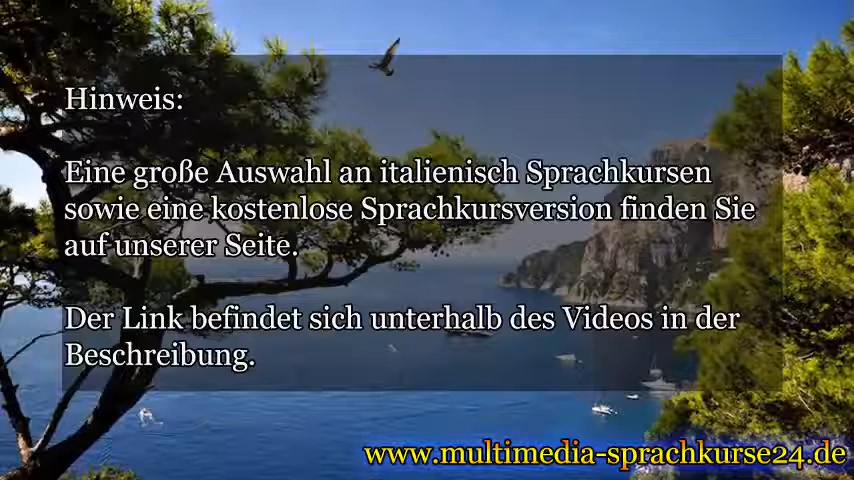 Hinweis:
Eine große Auswahl an italienisch Sprachkursen
sowie eine kostenlose Sprachkursversion finden Sie
auf unserer Seite.
Der Link befindet sich unterhalb des Videos in der
Beschreibung.
www.multimedia-sprachkurse24.de